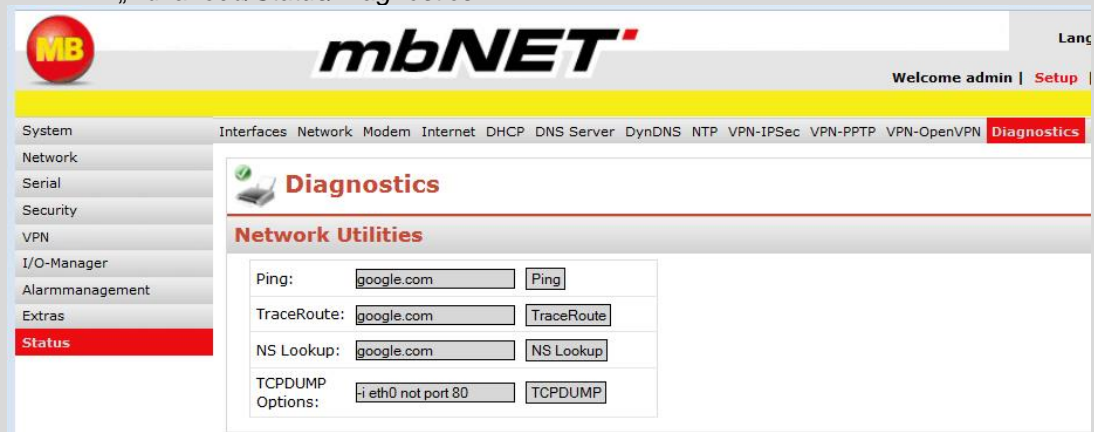 MB
mbNET
Welcome admin | Setup |
System
Interfaces Network Modem Internet DHCP DNS Server DynDNS NTP VPN-IPSec VPN-PPTP VPN-OpenVPN Diagnostics
Network
Serial
Security
VPN
I/O-Manager
Alarmmanagement
Extras
Status
Diagnostics
Network Utilities
Ping: google.com Ping
TraceRoute: google.com TraceRoute
NS Lookup: google.com NS Lookup
TCPDUMP
Options: -i eth0 not port 80 TCPDUMP